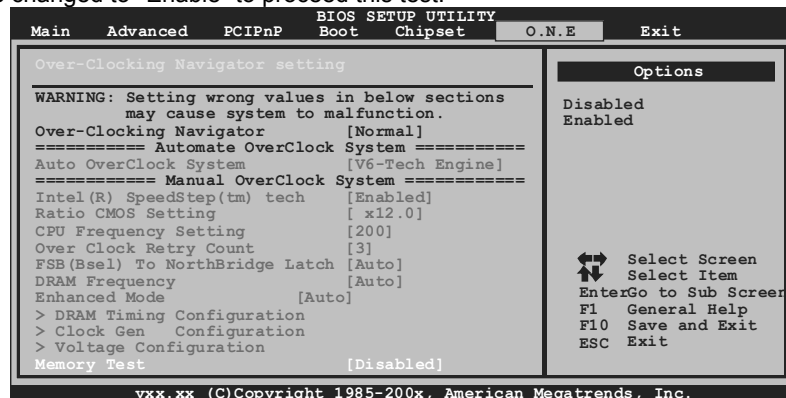 changed to "Enable" to proceed this test.
BIOS SETUP UTILITY
Main Advanced PCIPnP Boot Chipset O.N.E Exit
Over-Clocking Navigator setting
WARNING: Setting wrong values in below sections
may cause system to malfunction.
Over-Clocking Navigator [Normal]
========== Automate OverClock System ===========
Auto OverClock System [V6-Tech Engine]
============ Manual OverClock System ============
Intel(R) SpeedStep(tm) tech [Enabled]
Ratio CMOS Setting [ x12.0]
CPU Frequency Setting [200]
Over Clock Retry Count [3]
FSB(Bsel) To NorthBridge Latch [Auto]
DRAM Frequency [Auto]
Enhanced Mode [Auto]
> DRAM Timing Configuration
> Clock Gen Configuration
> Voltage Configuration
Memory Test [Disabled]
Options
Disabled
Enabled
Select Screen
Select Item
EnterGo to Sub Screen
F1 General Help
F10 Save and Exit
ESC Exit
vxx.xx (C)Copyright 1985-200x, American Megatrends, Inc.